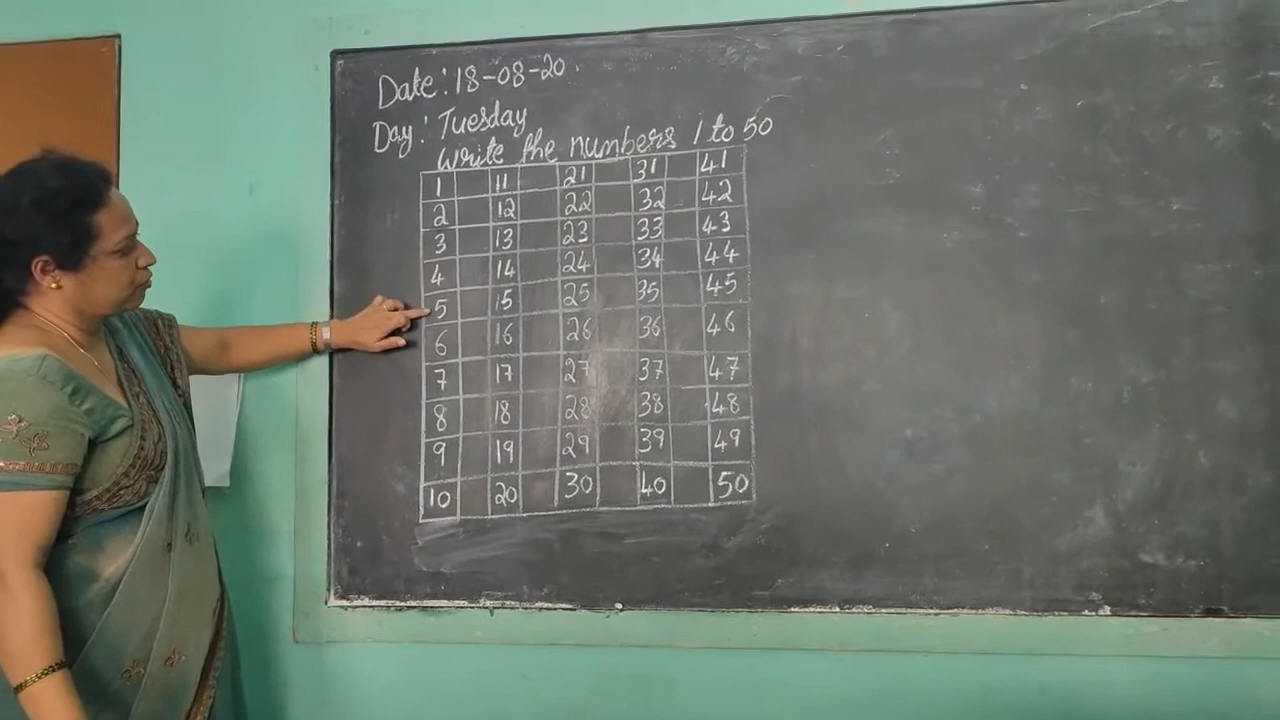 Date: 18-08-20
Day: Tuesday
Write the numbers 1 to 50
1 11 21 31 41
2 12 22 32 42
3 13 23 33 43
4 14 24 34 44
5 15 25 35 45
6 16 26 36 46
7 17 27 37 47
8 18 28 38 48
9 19 29 39 49
10 20 30 40 50